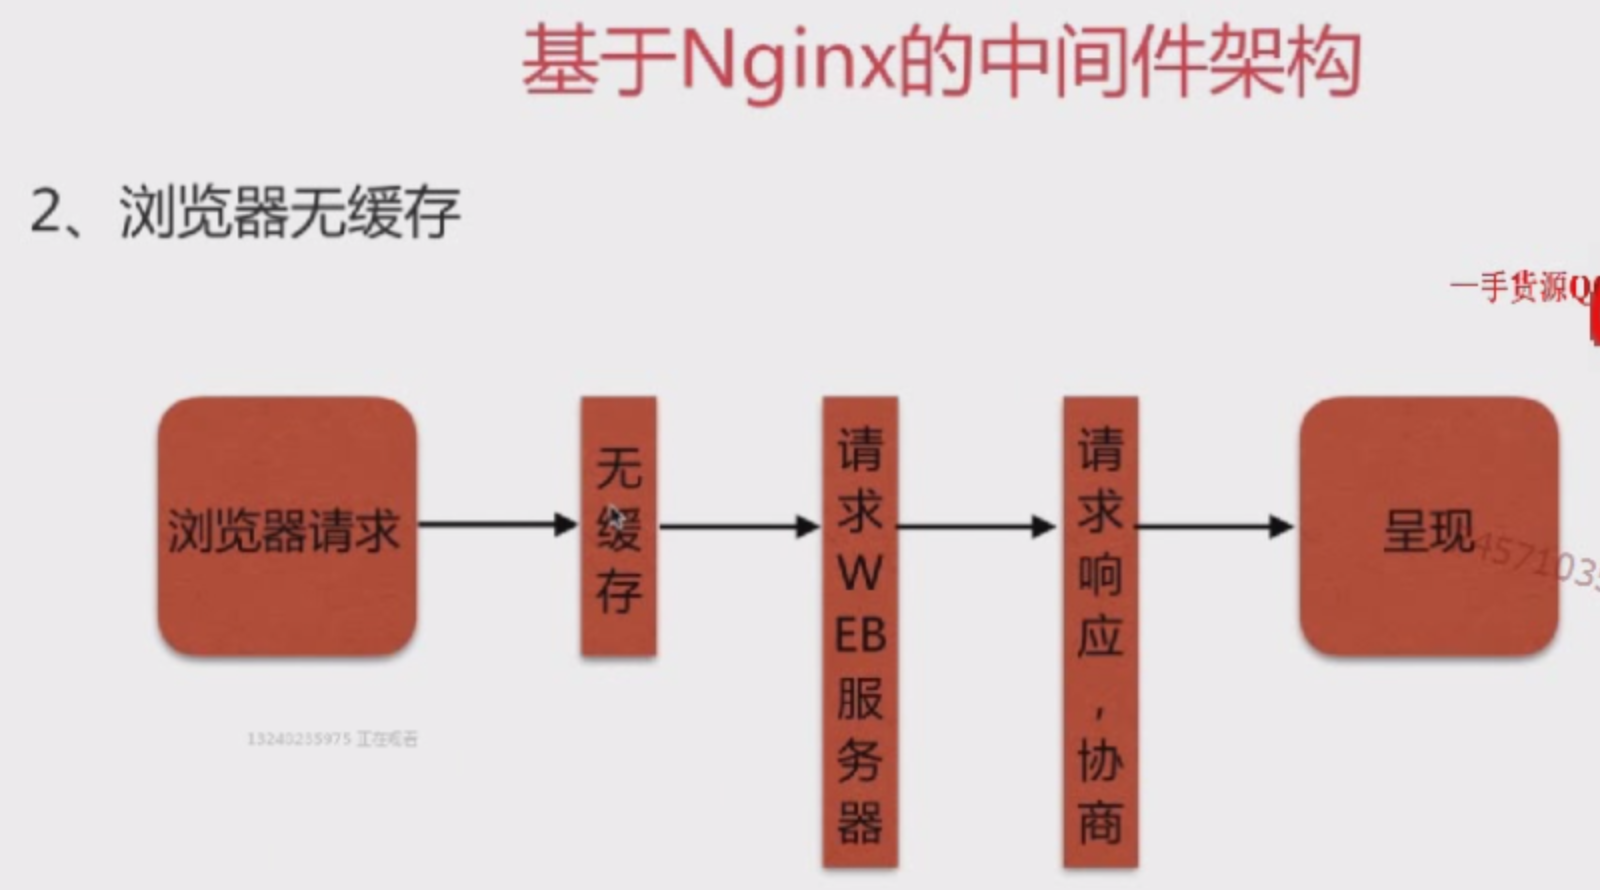 基于Nginx的中间件架构
2、浏览器无缓存
一手货源Q
浏览器请求
无缓存
请求WEB服务器
请求响应,协商
呈现
457103
13240235975 正在观看